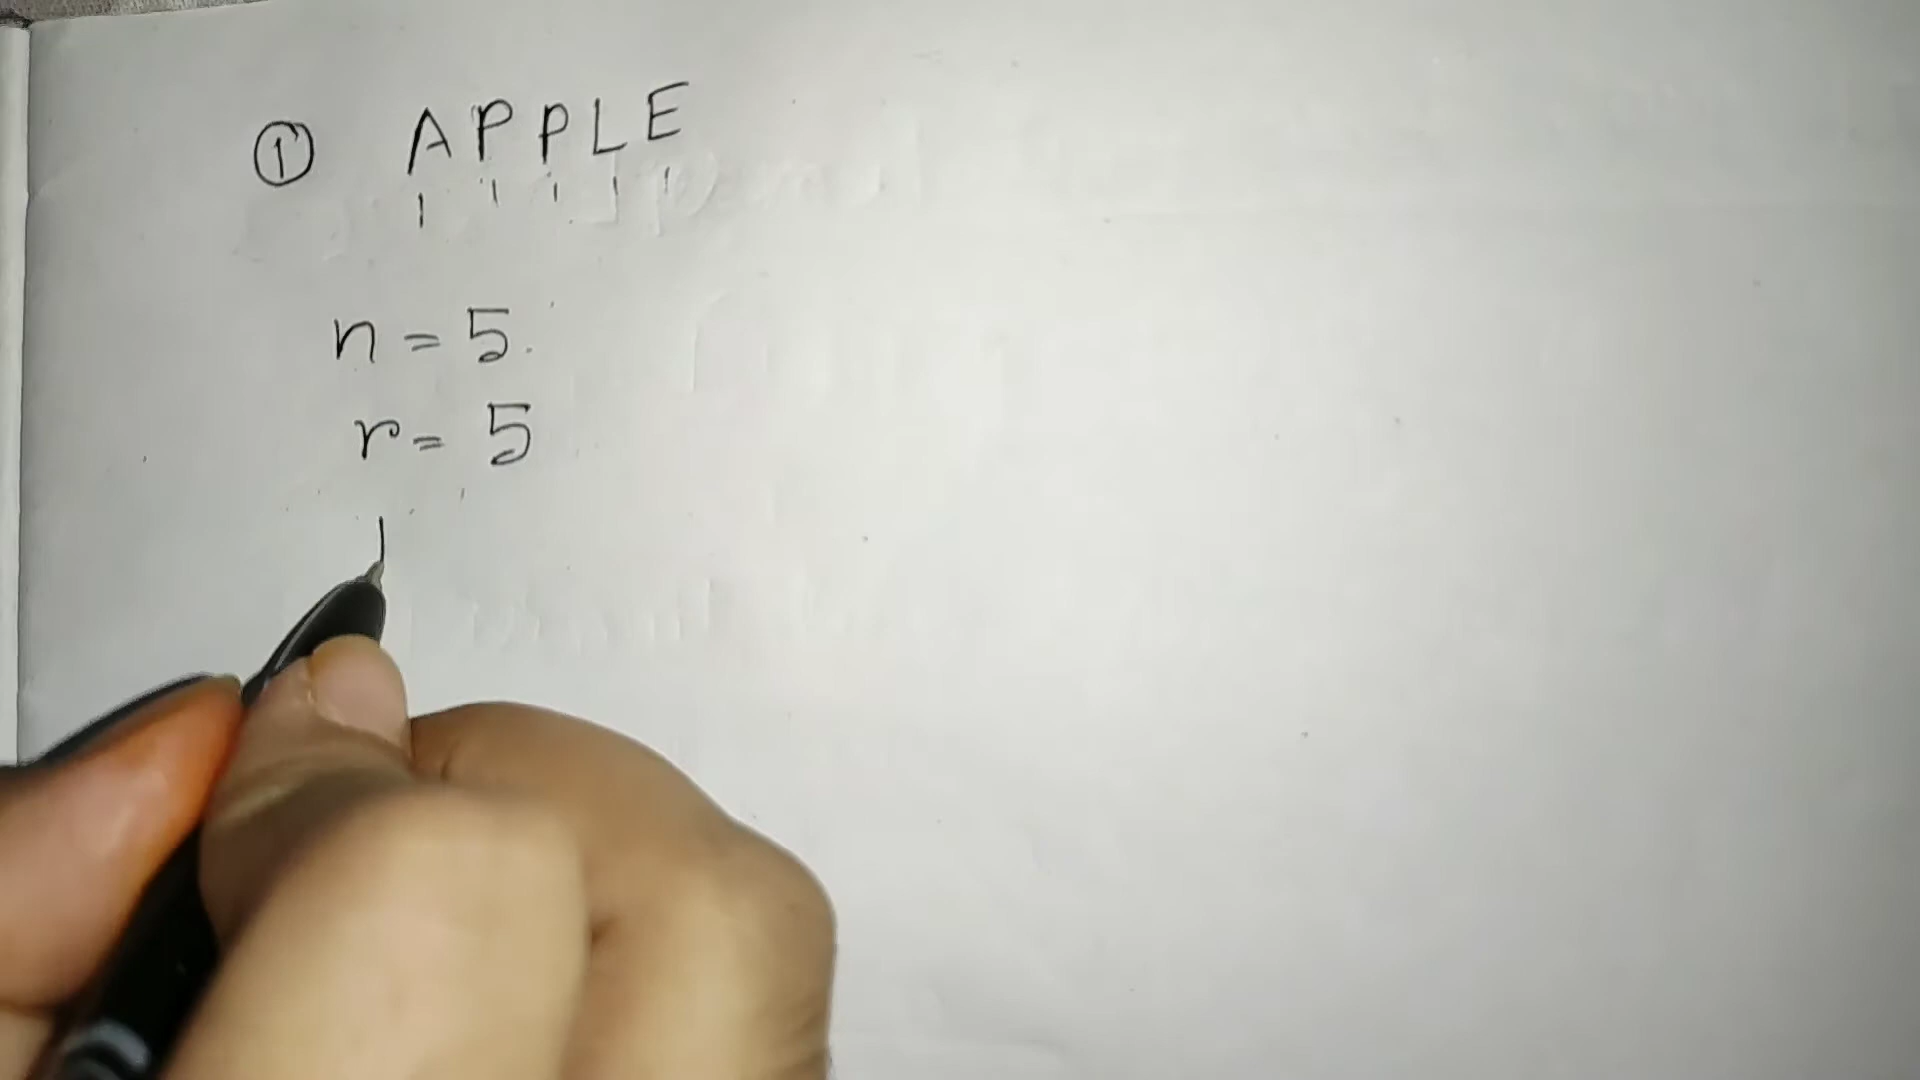 ① APPLE
n = 5.
r = 5